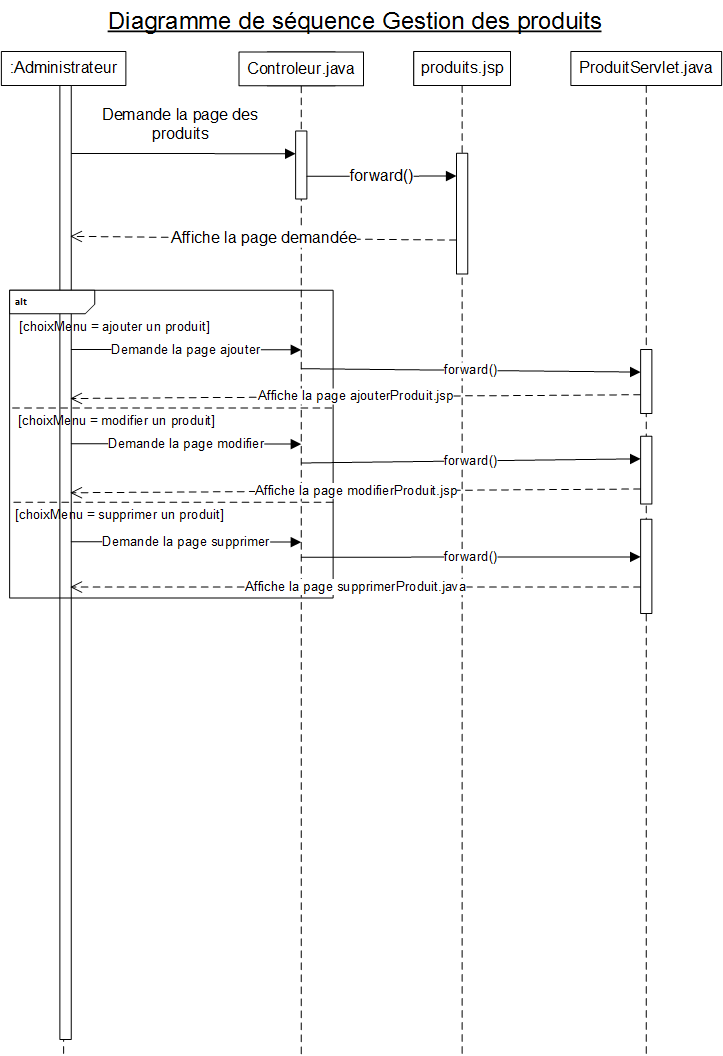 Diagramme de séquence Gestion des produits
:Administrateur
Controleur.java
produits.jsp
ProduitServlet.java
Demande la page des
produits
forward()
Affiche la page demandée
alt
[choixMenu = ajouter un produit]
Demande la page ajouter
forward()
Affiche la page ajouterProduit.jsp
[choixMenu = modifier un produit]
Demande la page modifier
forward()
Affiche la page modifierProduit.jsp
[choixMenu = supprimer un produit]
Demande la page supprimer
forward()
Affiche la page supprimerProduit.java